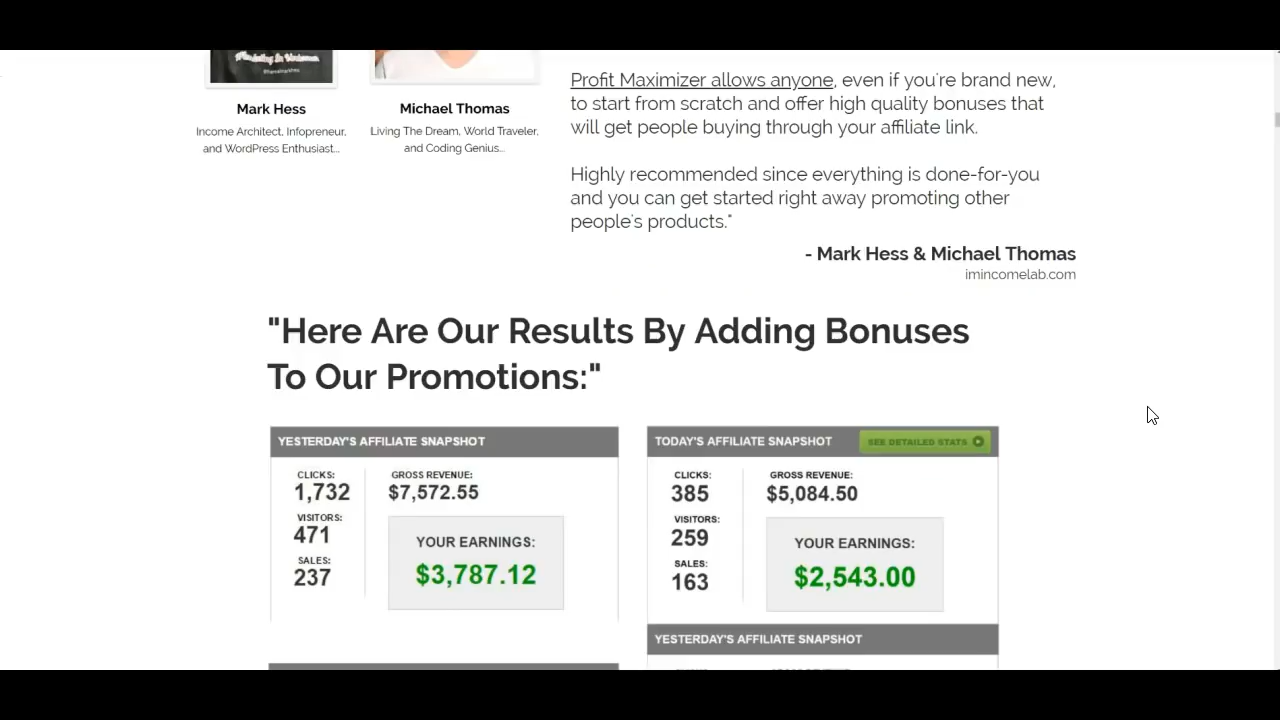 Mark Hess
Income Architect, Infopreneur,
and WordPress Enthusiast...
Michael Thomas
Living The Dream, World Traveler,
and Coding Genius...
Profit Maximizer allows anyone, even if you're brand new,
to start from scratch and offer high quality bonuses that
will get people buying through your affiliate link.
Highly recommended since everything is done-for-you
and you can get started right away promoting other
people's products."
- Mark Hess & Michael Thomas
imincomelab.com
"Here Are Our Results By Adding Bonuses
To Our Promotions:"
YESTERDAY'S AFFILIATE SNAPSHOT
CLICKS:
1,732
VISITORS:
471
SALES:
237
GROSS REVENUE:
$7,572.55
YOUR EARNINGS:
$3,787.12
TODAY'S AFFILIATE SNAPSHOT
SEE DETAILED STATS
CLICKS:
385
VISITORS:
259
SALES:
163
GROSS REVENUE:
$5,084.50
YOUR EARNINGS:
$2,543.00
YESTERDAY'S AFFILIATE SNAPSHOT